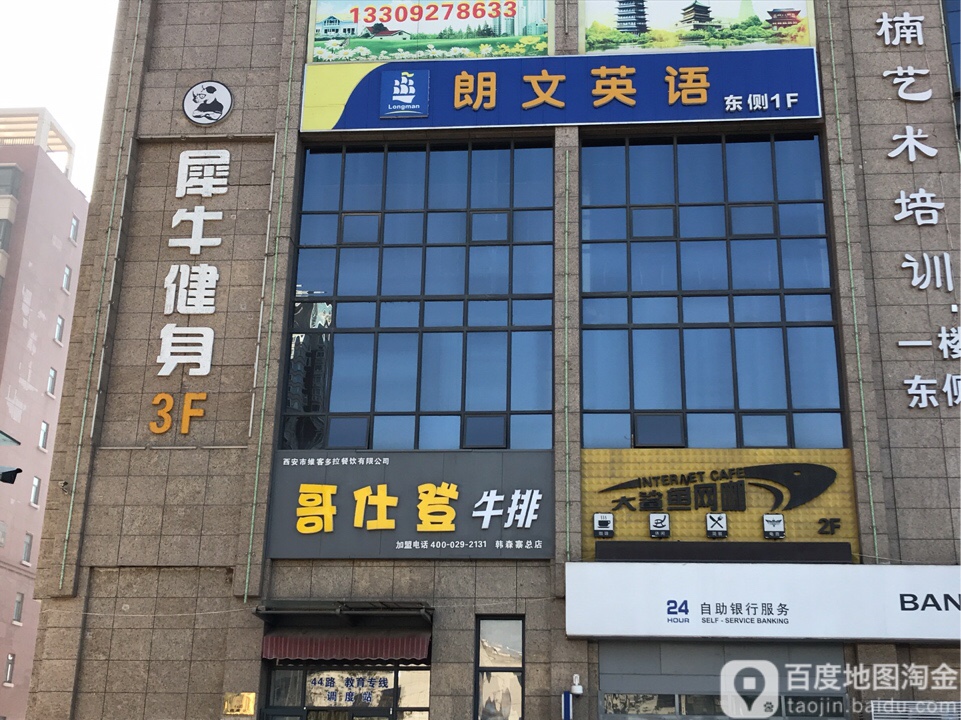 13309278633
Longman
朗文英语
东侧1F
犀牛健身
3F
楠艺术培训
一楼
东侧
西安市维客多拉餐饮有限公司
哥仕登牛排
加盟电话 400-029-2131 韩森寨总店
INTERNET CAFE
大鲨鱼网咖
2F
24
HOUR
自助银行服务
SELF - SERVICE BANKING
BAN
44路 教育专线
调度站
百度地图淘金
taojin.baidu.com